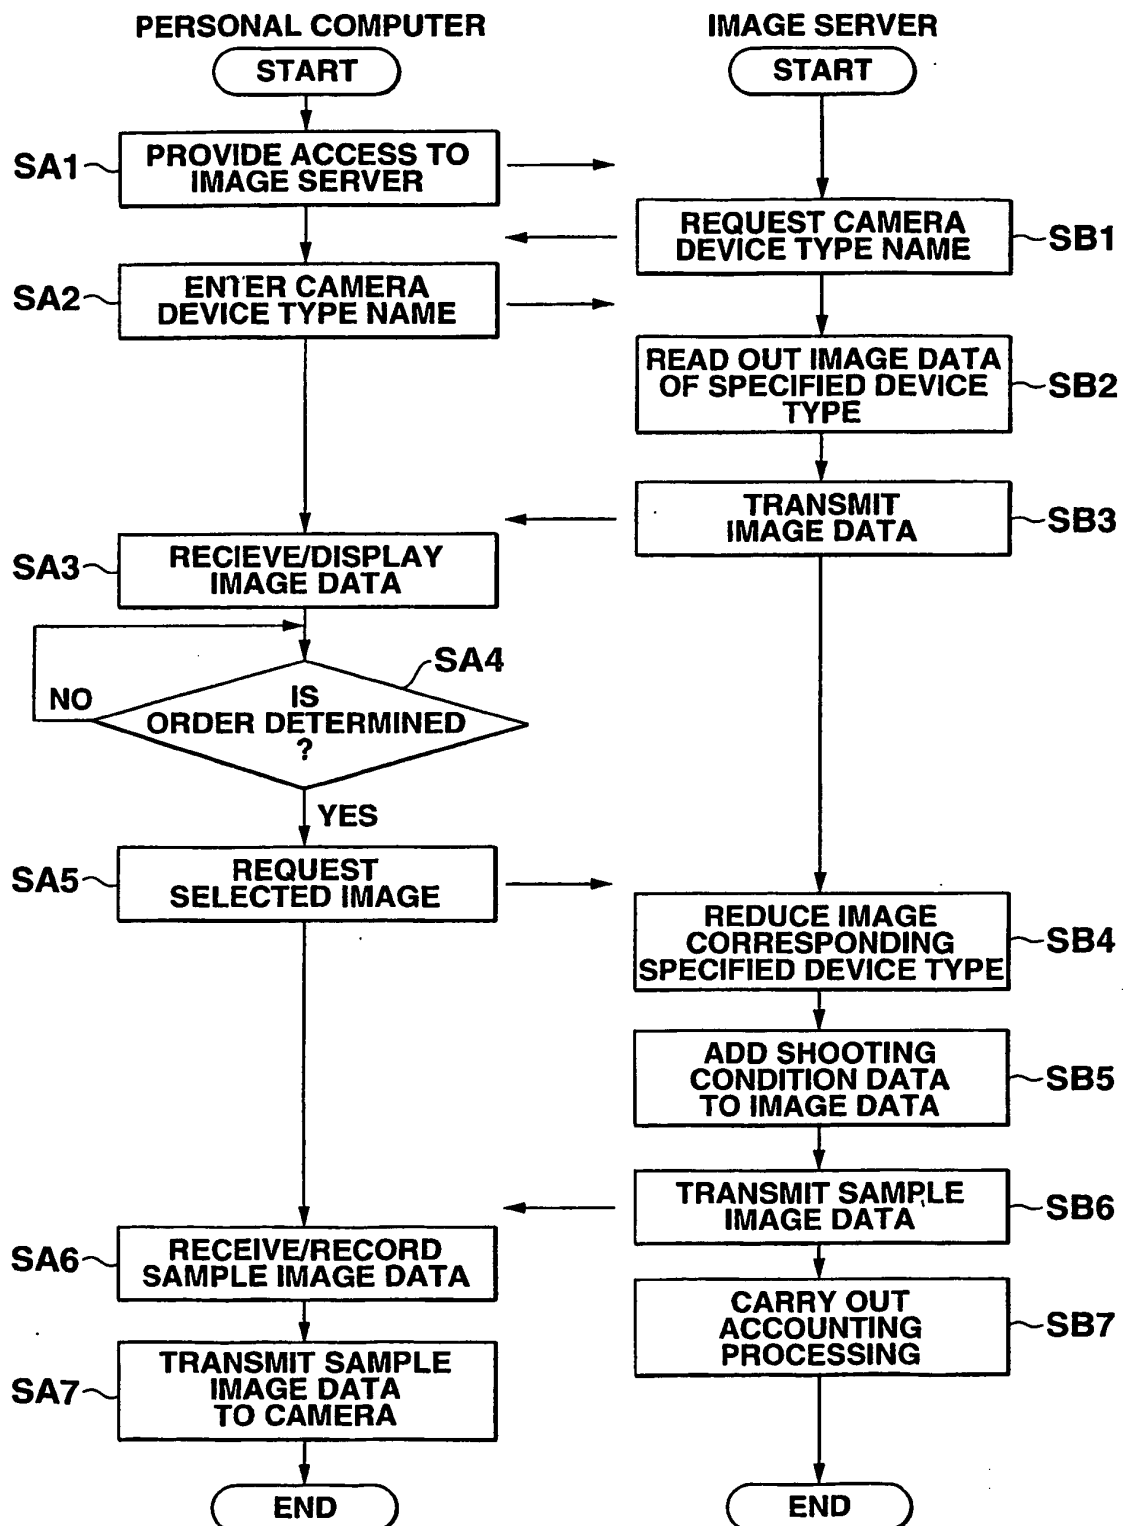 PERSONAL COMPUTER
START
SA1
PROVIDE ACCESS TO
IMAGE SERVER
SA2
ENTER CAMERA
DEVICE TYPE NAME
SA3
RECIEVE/DISPLAY
IMAGE DATA
SA4
IS
ORDER DETERMINED
?
NO
YES
SA5
REQUEST
SELECTED IMAGE
SA6
RECEIVE/RECORD
SAMPLE IMAGE DATA
SA7
TRANSMIT SAMPLE
IMAGE DATA
TO CAMERA
END
IMAGE SERVER
START
REQUEST CAMERA
DEVICE TYPE NAME
SB1
READ OUT IMAGE DATA
OF SPECIFIED DEVICE
TYPE
SB2
TRANSMIT
IMAGE DATA
SB3
REDUCE IMAGE
CORRESPONDING
SPECIFIED DEVICE TYPE
SB4
ADD SHOOTING
CONDITION DATA
TO IMAGE DATA
SB5
TRANSMIT SAMPLE
IMAGE DATA
SB6
CARRY OUT
ACCOUNTING
PROCESSING
SB7
END